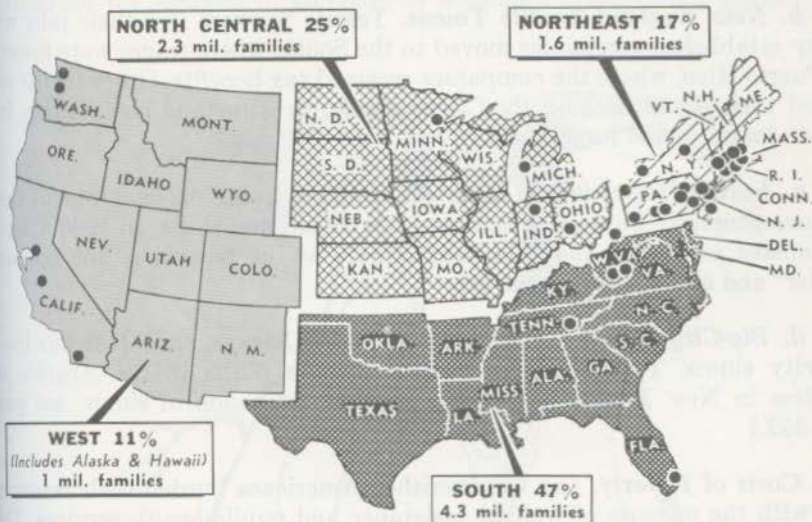 NORTH CENTRAL 25%
2.3 mil. families
NORTHEAST 17%
1.6 mil. families
WASH.
MONT.
ORE.
IDAHO
WYO.
NEV.
UTAH
COLO.
CALIF.
ARIZ.
N. M.
N. D.
S. D.
NEB.
KAN.
MINN.
IOWA
MO.
WIS.
ILL.
MICH.
IND.
OHIO
VT.
N.H.
ME.
MASS.
R. I.
CONN.
N. Y.
PA.
N. J.
DEL.
MD.
W.VA.
VA.
KY.
TENN.
N. C.
S. C.
OKLA.
ARK.
TEXAS
LA.
MISS.
ALA.
GA.
FLA.
WEST 11%
(Includes Alaska & Hawaii)
1 mil. families
SOUTH 47%
4.3 mil. families